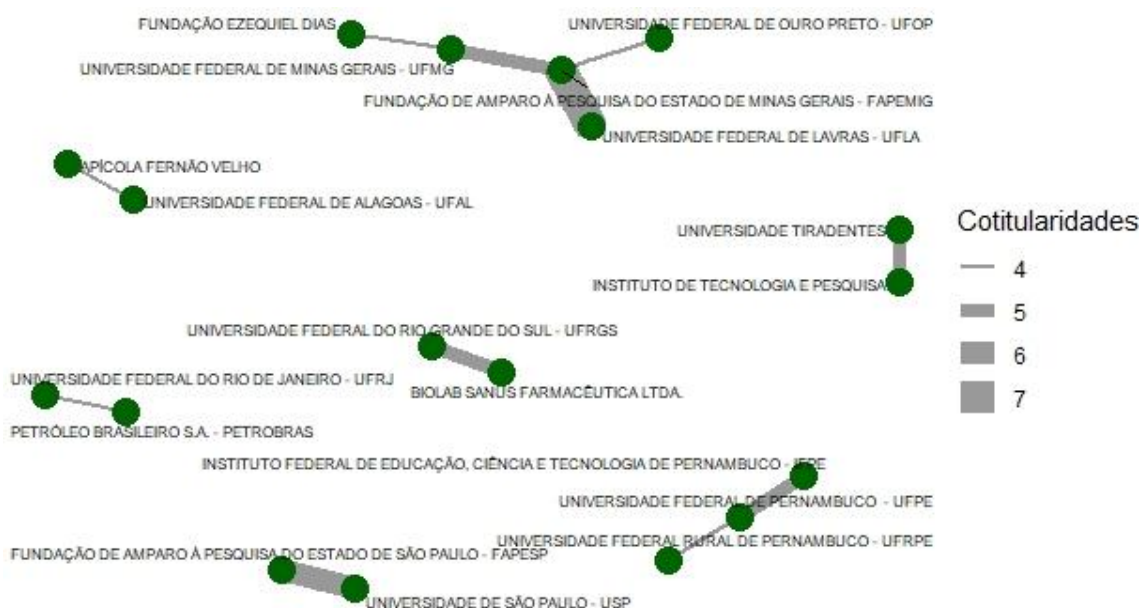 FUNDAÇÃO EZEQUIEL DIAS
UNIVERSIDADE FEDERAL DE OURO PRETO - UFOP
UNIVERSIDADE FEDERAL DE MINAS GERAIS - UFMG
FUNDAÇÃO DE AMPARO À PESQUISA DO ESTADO DE MINAS GERAIS - FAPEMIG
UNIVERSIDADE FEDERAL DE LAVRAS - UFLA
APÍCOLA FERNÃO VELHO
UNIVERSIDADE FEDERAL DE ALAGOAS - UFAL
UNIVERSIDADE TIRADENTES
INSTITUTO DE TECNOLOGIA E PESQUISA
Cotitularidades
4
5
6
7
UNIVERSIDADE FEDERAL DO RIO GRANDE DO SUL - UFRGS
BIOLAB SANUS FARMACÊUTICA LTDA.
UNIVERSIDADE FEDERAL DO RIO DE JANEIRO - UFRJ
PETRÓLEO BRASILEIRO S.A. - PETROBRAS
INSTITUTO FEDERAL DE EDUCAÇÃO, CIÊNCIA E TECNOLOGIA DE PERNAMBUCO - IFPE
UNIVERSIDADE FEDERAL DE PERNAMBUCO - UFPE
UNIVERSIDADE FEDERAL RURAL DE PERNAMBUCO - UFRPE
FUNDAÇÃO DE AMPARO À PESQUISA DO ESTADO DE SÃO PAULO - FAPESP
UNIVERSIDADE DE SÃO PAULO - USP